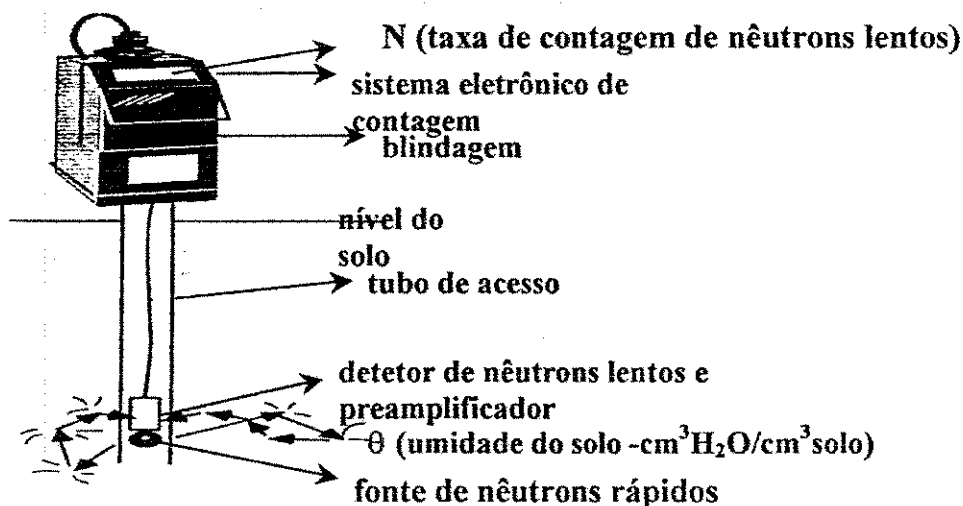 N (taxa de contagem de nêutrons lentos)
sistema eletrônico de
contagem
blindagem
nível do
solo
tubo de acesso
detetor de nêutrons lentos e
preamplificador
θ (umidade do solo -cm³H₂O/cm³solo)
fonte de nêutrons rápidos